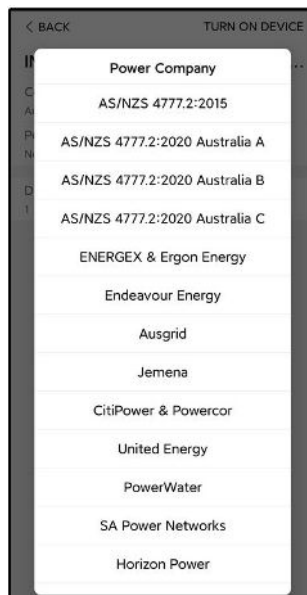 < BACK TURN ON DEVICE
IN
Power Company
AS/NZS 4777.2:2015
AS/NZS 4777.2:2020 Australia A
AS/NZS 4777.2:2020 Australia B
AS/NZS 4777.2:2020 Australia C
ENERGEX & Ergon Energy
Endeavour Energy
Ausgrid
Jemena
CitiPower & Powercor
United Energy
PowerWater
SA Power Networks
Horizon Power